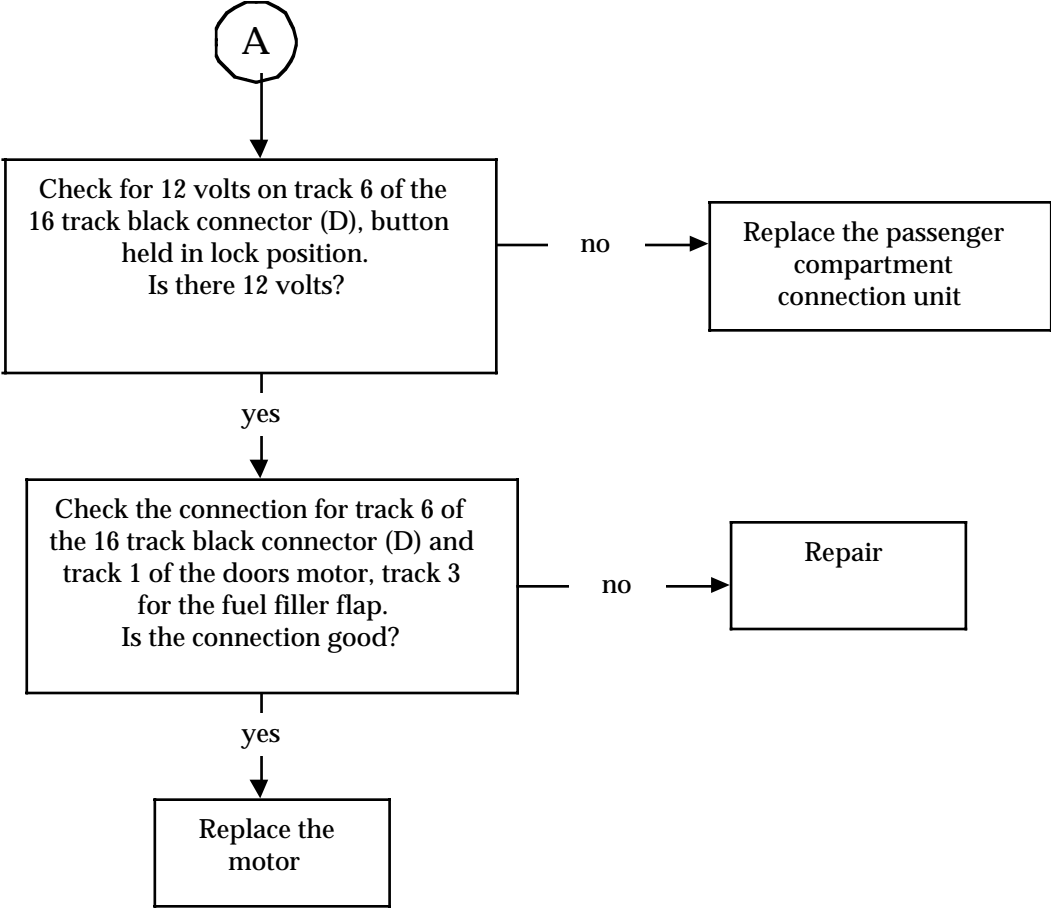 A
Check for 12 volts on track 6 of the
16 track black connector (D), button
held in lock position.
Is there 12 volts?
no
Replace the passenger
compartment
connection unit
yes
Check the connection for track 6 of
the 16 track black connector (D) and
track 1 of the doors motor, track 3
for the fuel filler flap.
Is the connection good?
no
Repair
yes
Replace the
motor